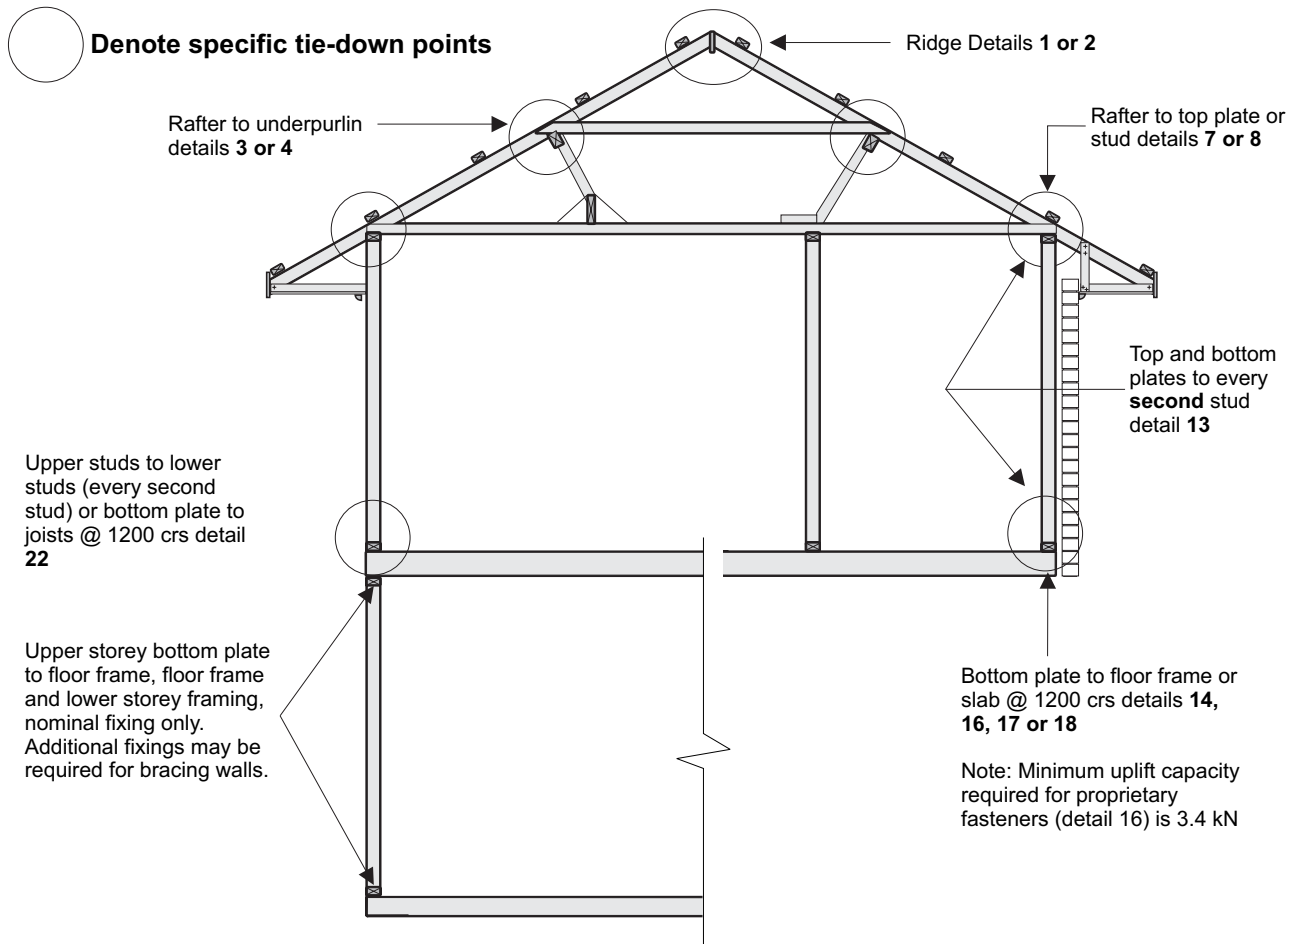 Denote specific tie-down points
Ridge Details 1 or 2
Rafter to underpurlin
details 3 or 4
Rafter to top plate or
stud details 7 or 8
Top and bottom
plates to every
second stud
detail 13
Upper studs to lower
studs (every second
stud) or bottom plate to
joists @ 1200 crs detail
22
Upper storey bottom plate
to floor frame, floor frame
and lower storey framing,
nominal fixing only.
Additional fixings may be
required for bracing walls.
Bottom plate to floor frame or
slab @ 1200 crs details 14,
16, 17 or 18
Note: Minimum uplift capacity
required for proprietary
fasteners (detail 16) is 3.4 kN